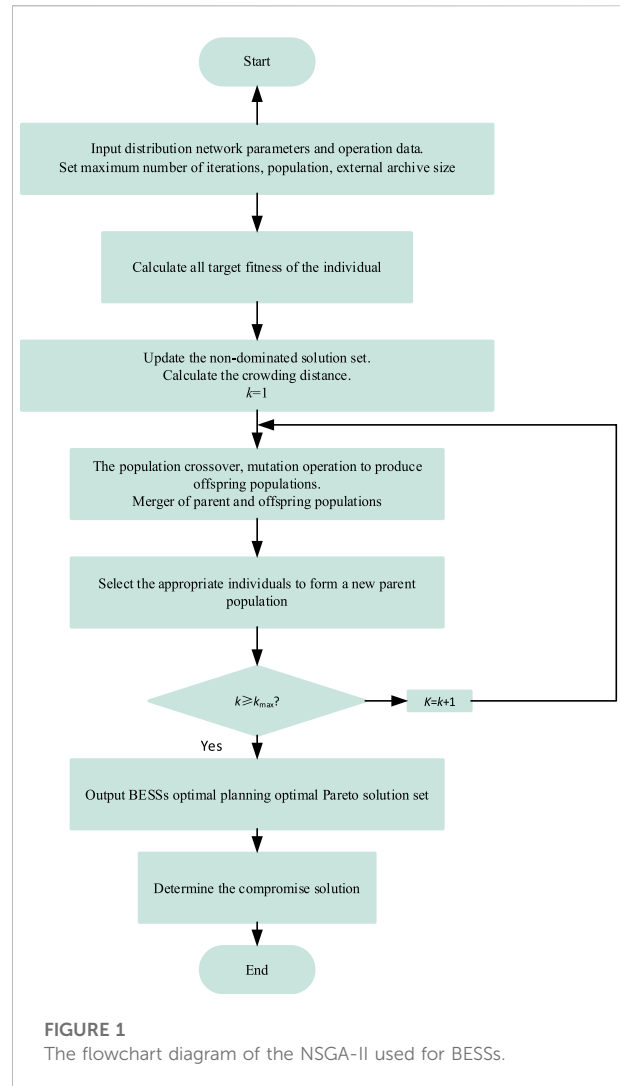 Start
Input distribution network parameters and operation data.
Set maximum number of iterations, population, external archive size
Calculate all target fitness of the individual
Update the non-dominated solution set.
Calculate the crowding distance.
k=1
The population crossover, mutation operation to produce
offspring populations.
Merger of parent and offspring populations
Select the appropriate individuals to form a new parent
population
k≥kmax?
K=k+1
Yes
Output BESSs optimal planning optimal Pareto solution set
Determine the compromise solution
End
FIGURE 1
The flowchart diagram of the NSGA-II used for BESSs.